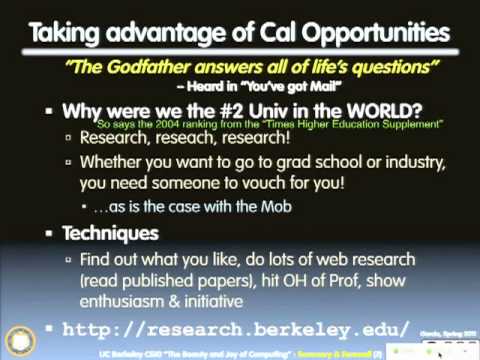 Taking advantage of Cal Opportunities
“The Godfather answers all of life’s questions”
– Heard in “You’ve got Mail”
Why were we the #2 Univ in the WORLD?
“So says the 2004 ranking from the “Times Higher Education Supplement”
Research, reseach, research!
Whether you want to go to grad school or industry,
you need someone to vouch for you!
…as is the case with the Mob
Techniques
Find out what you like, do lots of web research
(read published papers), hit OH of Prof, show
enthusiasm & initiative
http://research.berkeley.edu/
Garcia, Spring 2011
UC Berkeley CS10 “The Beauty and Joy of Computing” : Summary & Farewell (2)